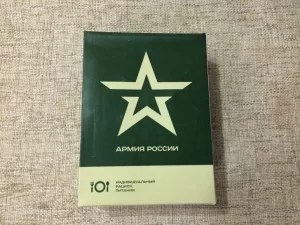 АРМИЯ РОССИИ
ИНДИВИДУАЛЬНЫЙ
РАЦИОН
ПИТАНИЯ